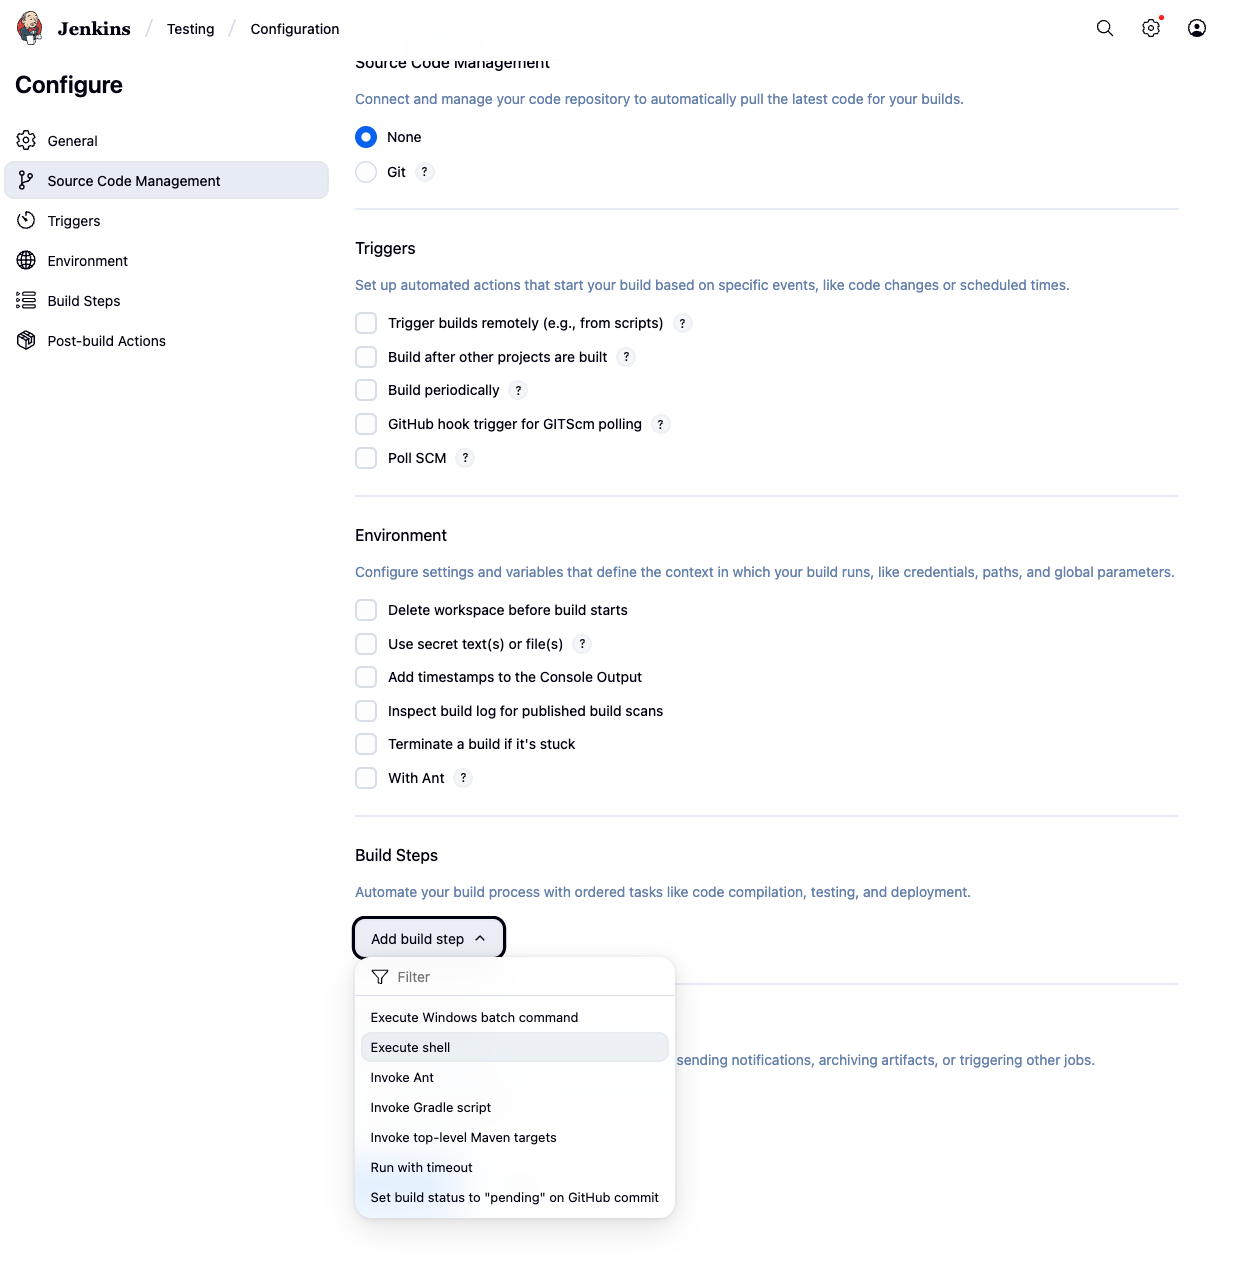 Jenkins / Testing / Configuration
Configure
General
Source Code Management
Triggers
Environment
Build Steps
Post-build Actions
Source Code Management
Connect and manage your code repository to automatically pull the latest code for your builds.
None
Git ?
Triggers
Set up automated actions that start your build based on specific events, like code changes or scheduled times.
Trigger builds remotely (e.g., from scripts) ?
Build after other projects are built ?
Build periodically ?
GitHub hook trigger for GITScm polling ?
Poll SCM ?
Environment
Configure settings and variables that define the context in which your build runs, like credentials, paths, and global parameters.
Delete workspace before build starts
Use secret text(s) or file(s) ?
Add timestamps to the Console Output
Inspect build log for published build scans
Terminate a build if it's stuck
With Ant ?
Build Steps
Automate your build process with ordered tasks like code compilation, testing, and deployment.
Add build step
Filter
Execute Windows batch command
Execute shell
sending notifications, archiving artifacts, or triggering other jobs.
Invoke Ant
Invoke Gradle script
Invoke top-level Maven targets
Run with timeout
Set build status to "pending" on GitHub commit